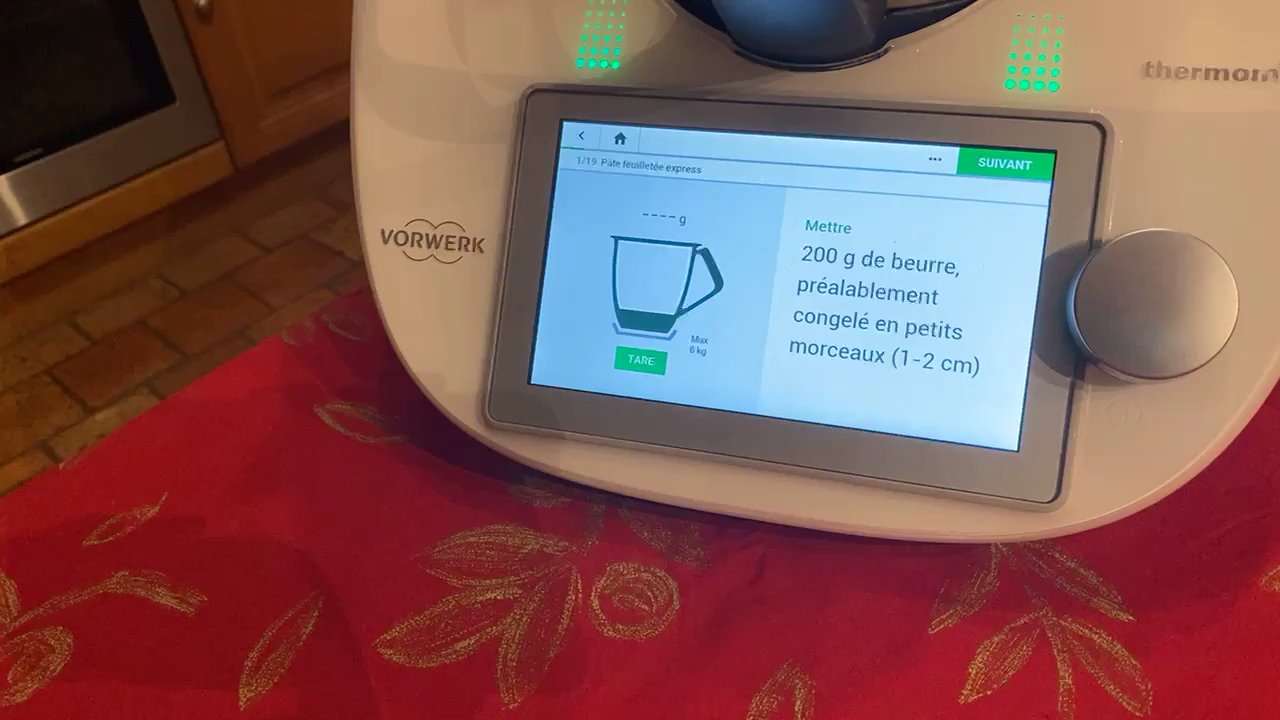 thermom
SUIVANT
1/19 Pâte feuilletée express
---- g
Mettre
200 g de beurre,
préalablement
congelé en petits
morceaux (1-2 cm)
Max
6 kg
TARE
VORWERK